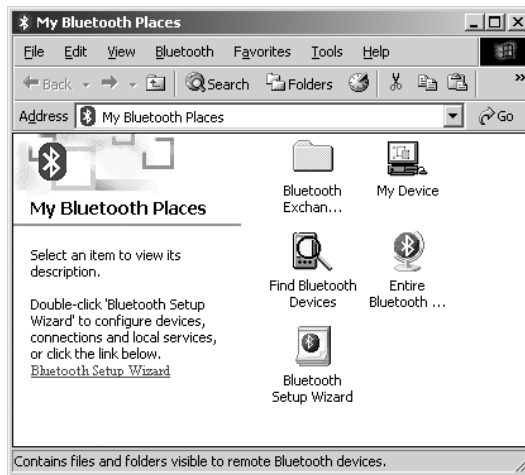 My Bluetooth Places
File Edit View Bluetooth Favorites Tools Help
Back Search Folders »
Address My Bluetooth Places Go
My Bluetooth Places
Select an item to view its
description.
Double-click 'Bluetooth Setup
Wizard' to configure devices,
connections and local services,
or click the link below.
Bluetooth Setup Wizard
Bluetooth
Exchan...
My Device
Find Bluetooth
Devices
Entire
Bluetooth ...
Bluetooth
Setup Wizard
Contains files and folders visible to remote Bluetooth devices.